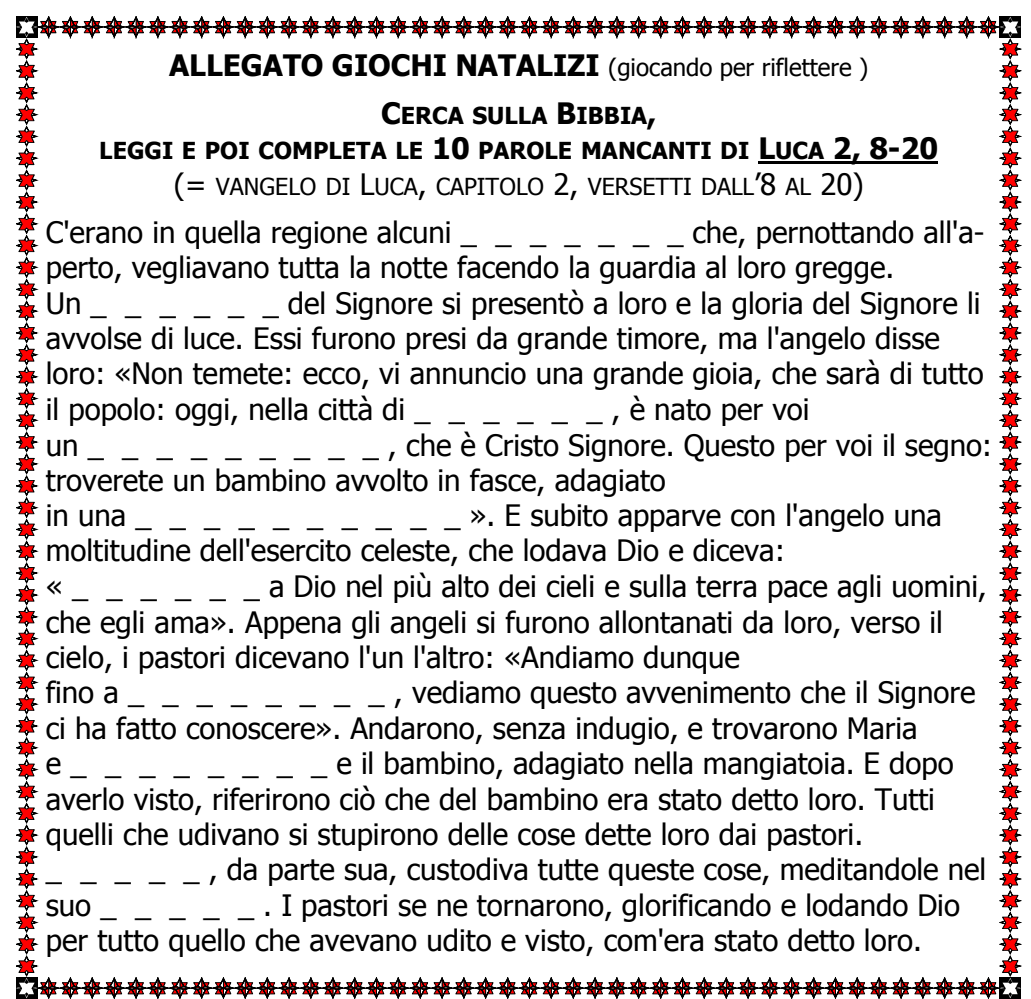 ALLEGATO GIOCHI NATALIZI (giocando per riflettere )
CERCA SULLA BIBBIA,
LEGGI E POI COMPLETA LE 10 PAROLE MANCANTI DI LUCA 2, 8-20
(= VANGELO DI LUCA, CAPITOLO 2, VERSETTI DALL'8 AL 20)
C'erano in quella regione alcuni _ _ _ _ _ _ _ che, pernottando all'a-
perto, vegliavano tutta la notte facendo la guardia al loro gregge.
Un _ _ _ _ _ _ del Signore si presentò a loro e la gloria del Signore li
avvolse di luce. Essi furono presi da grande timore, ma l'angelo disse
loro: «Non temete: ecco, vi annuncio una grande gioia, che sarà di tutto
il popolo: oggi, nella città di _ _ _ _ _ _ , è nato per voi
un _ _ _ _ _ _ _ _ _ , che è Cristo Signore. Questo per voi il segno:
troverete un bambino avvolto in fasce, adagiato
in una _ _ _ _ _ _ _ _ _ _ ». E subito apparve con l'angelo una
moltitudine dell'esercito celeste, che lodava Dio e diceva:
« _ _ _ _ _ _ a Dio nel più alto dei cieli e sulla terra pace agli uomini,
che egli ama». Appena gli angeli si furono allontanati da loro, verso il
cielo, i pastori dicevano l'un l'altro: «Andiamo dunque
fino a _ _ _ _ _ _ _ _ , vediamo questo avvenimento che il Signore
ci ha fatto conoscere». Andarono, senza indugio, e trovarono Maria
e _ _ _ _ _ _ _ _ e il bambino, adagiato nella mangiatoia. E dopo
averlo visto, riferirono ciò che del bambino era stato detto loro. Tutti
quelli che udivano si stupirono delle cose dette loro dai pastori.
_ _ _ _ _ , da parte sua, custodiva tutte queste cose, meditandole nel
suo _ _ _ _ _ . I pastori se ne tornarono, glorificando e lodando Dio
per tutto quello che avevano udito e visto, com'era stato detto loro.